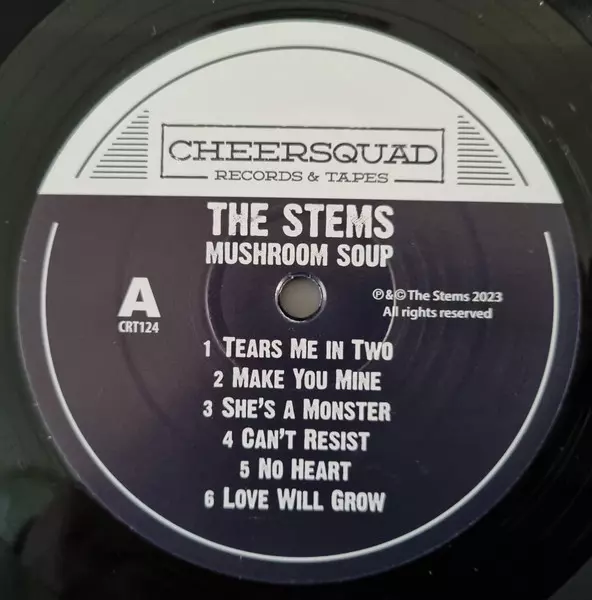 CHEERSQUAD
RECORDS & TAPES
THE STEMS
MUSHROOM SOUP
A
CRT124
℗ & © The Stems 2023
All rights reserved
1 TEARS ME IN TWO
2 MAKE YOU MINE
3 SHE'S A MONSTER
4 CAN'T RESIST
5 NO HEART
6 LOVE WILL GROW